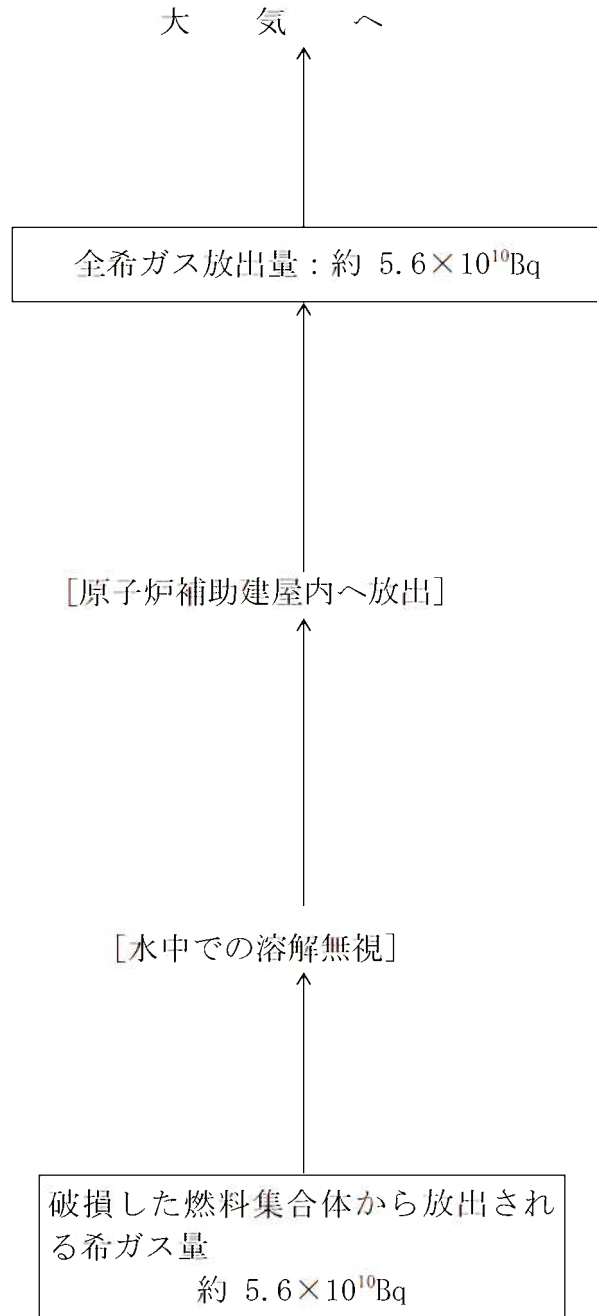 大気へ
全希ガス放出量：約 5.6×10¹⁰Bq
[原子炉補助建屋内へ放出]
[水中での溶解無視]
破損した燃料集合体から放出され
る希ガス量
約 5.6×10¹⁰Bq